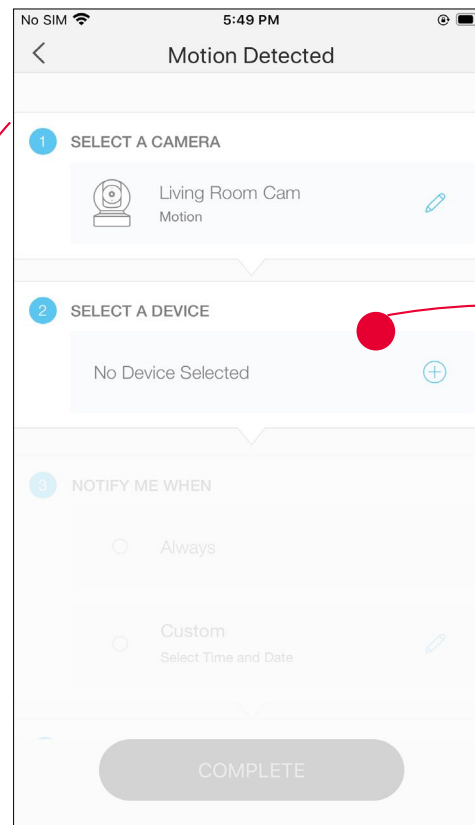 No SIM 5:49 PM
Motion Detected
1 SELECT A CAMERA
Living Room Cam
Motion
2 SELECT A DEVICE
No Device Selected
3 NOTIFY ME WHEN
Always
Custom
Select Time and Date
COMPLETE